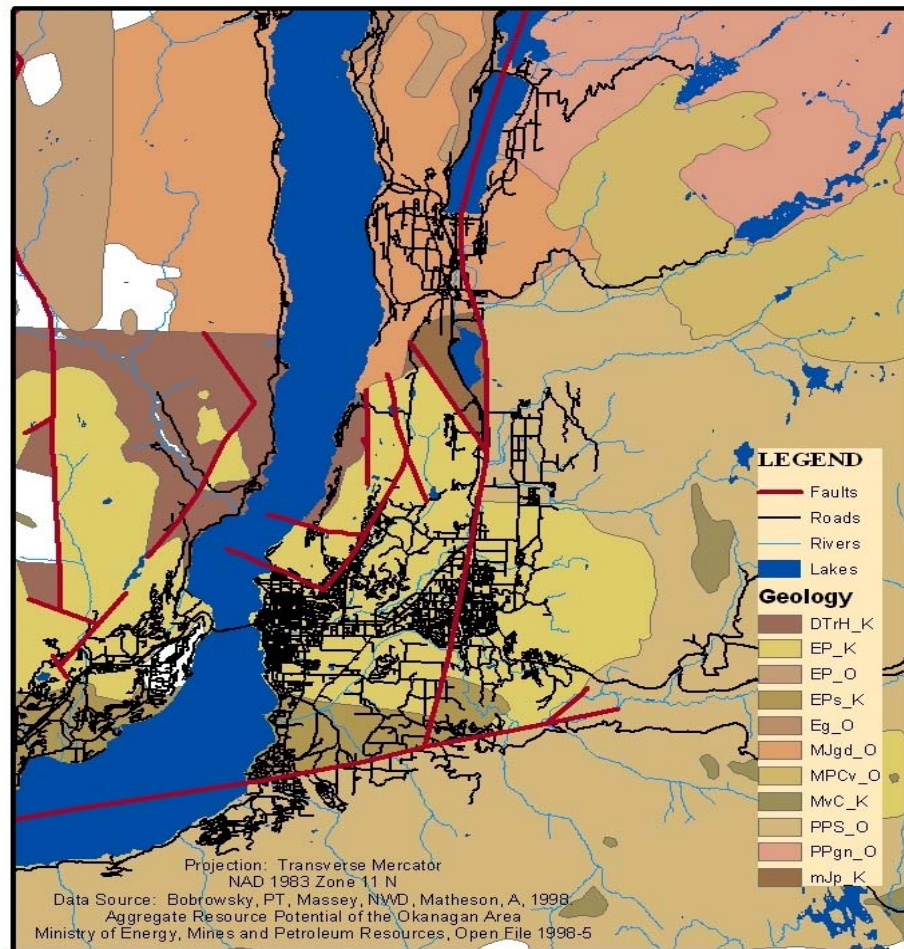 LEGEND
Faults
Roads
Rivers
Lakes
Geology
DTrH_K
EP_K
EP_O
EPs_K
Eg_O
MJgd_O
MPCv_O
MvC_K
PPS_O
PPgn_O
mJp_K
Projection: Transverse Mercator
NAD 1983 Zone 11 N
Data Source: Bobrowsky, PT, Massey, NWD, Matheson, A, 1998.
Aggregate Resource Potential of the Okanagan Area
Ministry of Energy, Mines and Petroleum Resources, Open File 1998-5